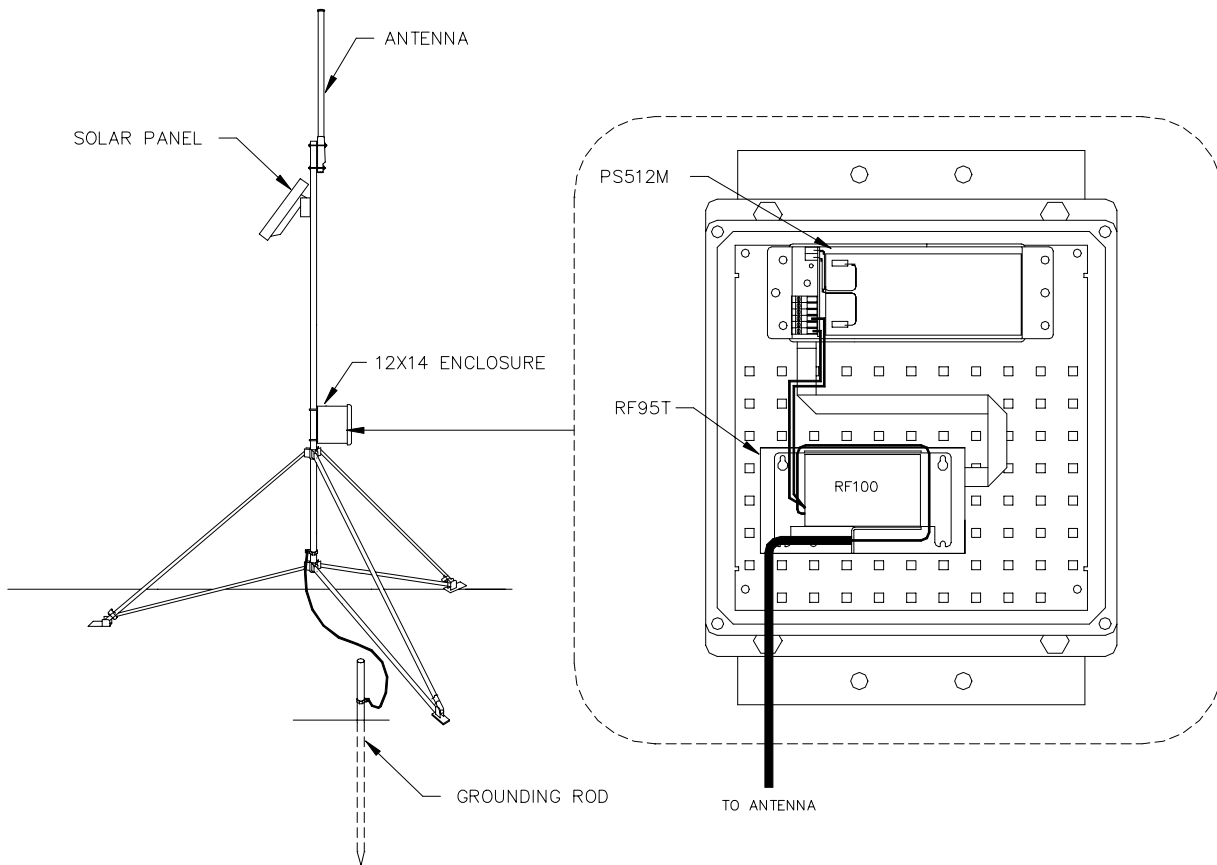 ANTENNA
SOLAR PANEL
12X14 ENCLOSURE
GROUNDING ROD
PS512M
RF95T
RF100
TO ANTENNA